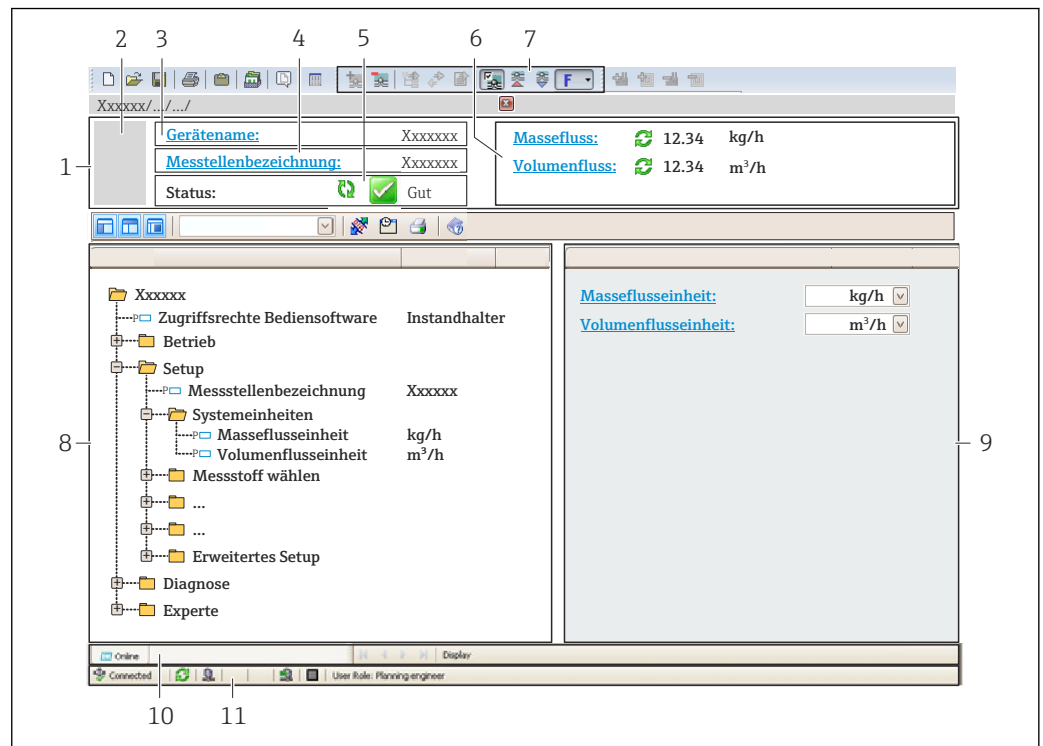 2 3 4 5 6 7
F
Xxxxxx/.../.../
1
Gerätename: Xxxxxxx
Messtellenbezeichnung: Xxxxxxx
Status: Gut
Massefluss: 12.34 kg/h
Volumenfluss: 12.34 m³/h
Xxxxxx
P Zugriffsrechte Bediensoftware Instandhalter
Betrieb
Setup
P Messstellenbezeichnung Xxxxxx
Systemeinheiten
P Masseflusseinheit kg/h
P Volumenflusseinheit m³/h
Messstoff wählen
...
...
Erweitertes Setup
Diagnose
Experte
8
Masseflusseinheit: kg/h
Volumenflusseinheit: m³/h
9
Online Display
Connected User Role: Planning engineer
10 11